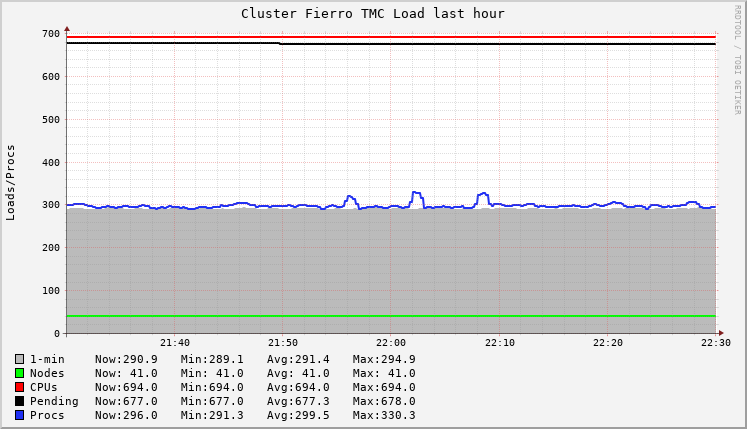 Cluster Fierro TMC Load last hour
RRDTOOL / TOBI OETIKER
Loads/Procs
700
600
500
400
300
200
100
0
21:40 21:50 22:00 22:10 22:20 22:30
1-min Now:290.9 Min:289.1 Avg:291.4 Max:294.9
Nodes Now: 41.0 Min: 41.0 Avg: 41.0 Max: 41.0
CPUs Now:694.0 Min:694.0 Avg:694.0 Max:694.0
Pending Now:677.0 Min:677.0 Avg:677.3 Max:678.0
Procs Now:296.0 Min:291.3 Avg:299.5 Max:330.3